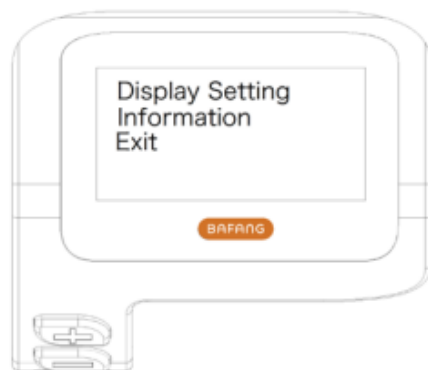 Display Setting
Information
Exit
BAFANG
+
−